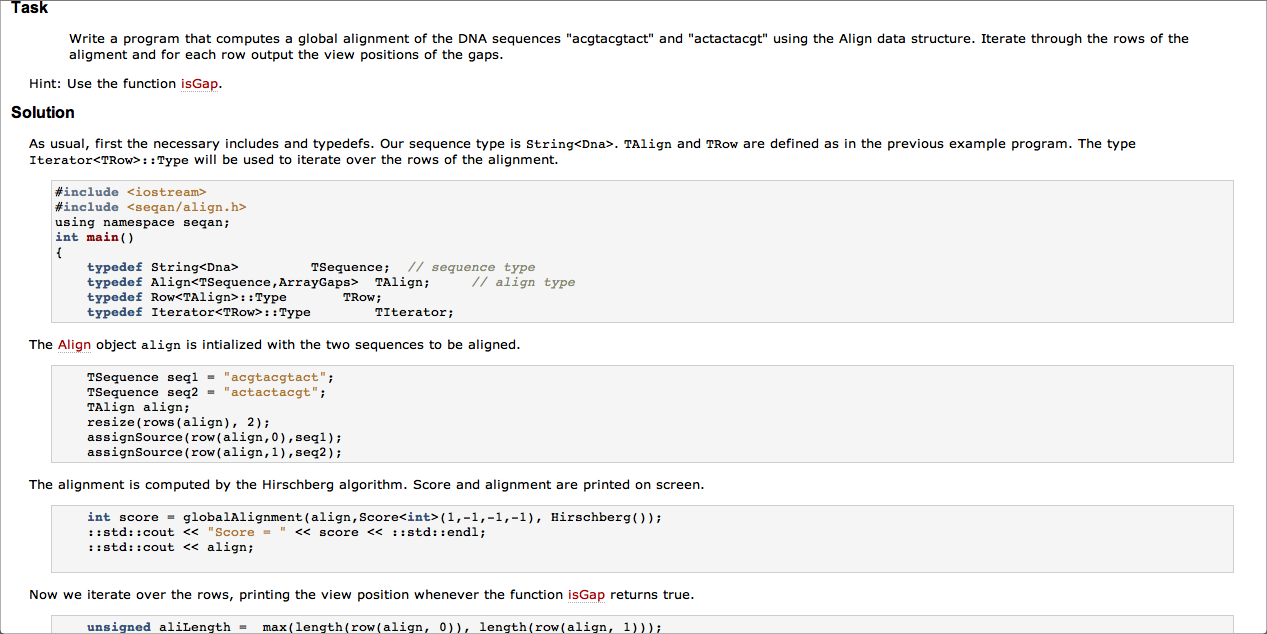 Task
Write a program that computes a global alignment of the DNA sequences "acgtacgtact" and "actactacgt" using the Align data structure. Iterate through the rows of the
aligment and for each row output the view positions of the gaps.
Hint: Use the function isGap.
Solution
As usual, first the necessary includes and typedefs. Our sequence type is String<Dna>. TAlign and TRow are defined as in the previous example program. The type
Iterator<TRow>::Type will be used to iterate over the rows of the alignment.
#include <iostream>
#include <seqan/align.h>
using namespace seqan;
int main()
{
    typedef String<Dna>         TSequence;  // sequence type
    typedef Align<TSequence,ArrayGaps>  TAlign;     // align type
    typedef Row<TAlign>::Type       TRow;
    typedef Iterator<TRow>::Type        TIterator;
The Align object align is intialized with the two sequences to be aligned.
    TSequence seq1 = "acgtacgtact";
    TSequence seq2 = "actactacgt";
    TAlign align;
    resize(rows(align), 2);
    assignSource(row(align,0),seq1);
    assignSource(row(align,1),seq2);
The alignment is computed by the Hirschberg algorithm. Score and alignment are printed on screen.
    int score = globalAlignment(align,Score<int>(1,-1,-1,-1), Hirschberg());
    ::std::cout << "Score = " << score << ::std::endl;
    ::std::cout << align;
Now we iterate over the rows, printing the view position whenever the function isGap returns true.
    unsigned aliLength =  max(length(row(align, 0)), length(row(align, 1)));